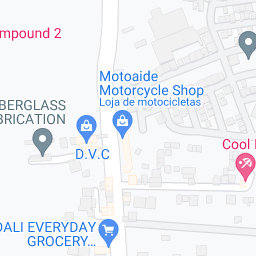 mpound 2
Motoaide
Motorcycle Shop
Loja de motocicletas
BERGLASS
BRICATION
D.V.C
Cool
DALI EVERYDAY
GROCERY...